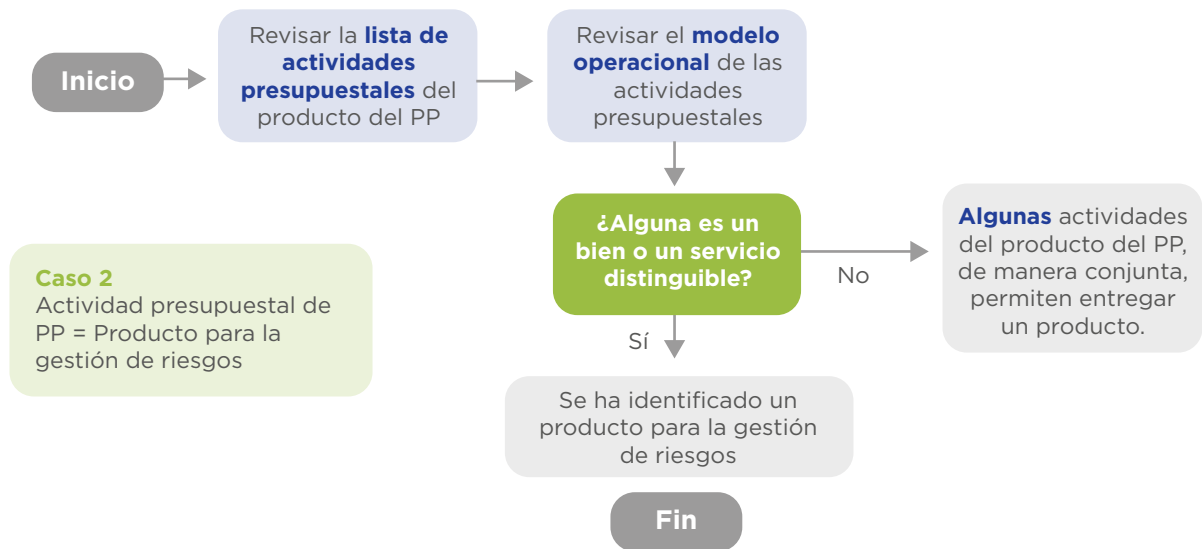 Inicio
Revisar la lista de
actividades
presupuestales del
producto del PP
Revisar el modelo
operacional de las
actividades
presupuestales
¿Alguna es un
bien o un servicio
distinguible?
No
Algunas actividades
del producto del PP,
de manera conjunta,
permiten entregar
un producto.
Caso 2
Actividad presupuestal de
PP = Producto para la
gestión de riesgos
Sí
Se ha identificado un
producto para la gestión
de riesgos
Fin